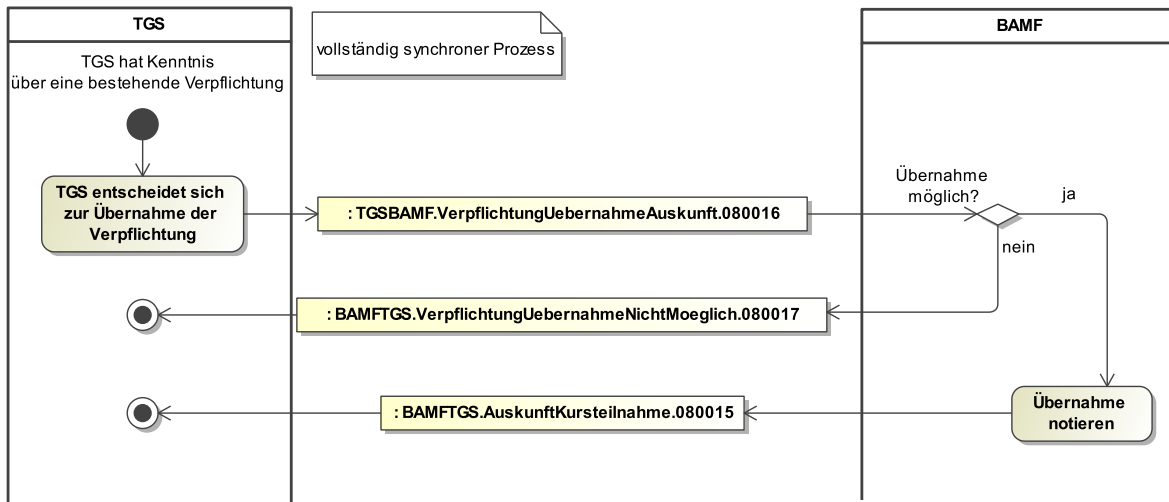 TGS
BAMF
vollständig synchroner Prozess
TGS hat Kenntnis
über eine bestehende Verpflichtung
TGS entscheidet sich
zur Übernahme der
Verpflichtung
: TGSBAMF.VerpflichtungUebernahmeAuskunft.080016
Übernahme
möglich?
ja
nein
: BAMFTGS.VerpflichtungUebernahmeNichtMoeglich.080017
: BAMFTGS.AuskunftKursteilnahme.080015
Übernahme
notieren